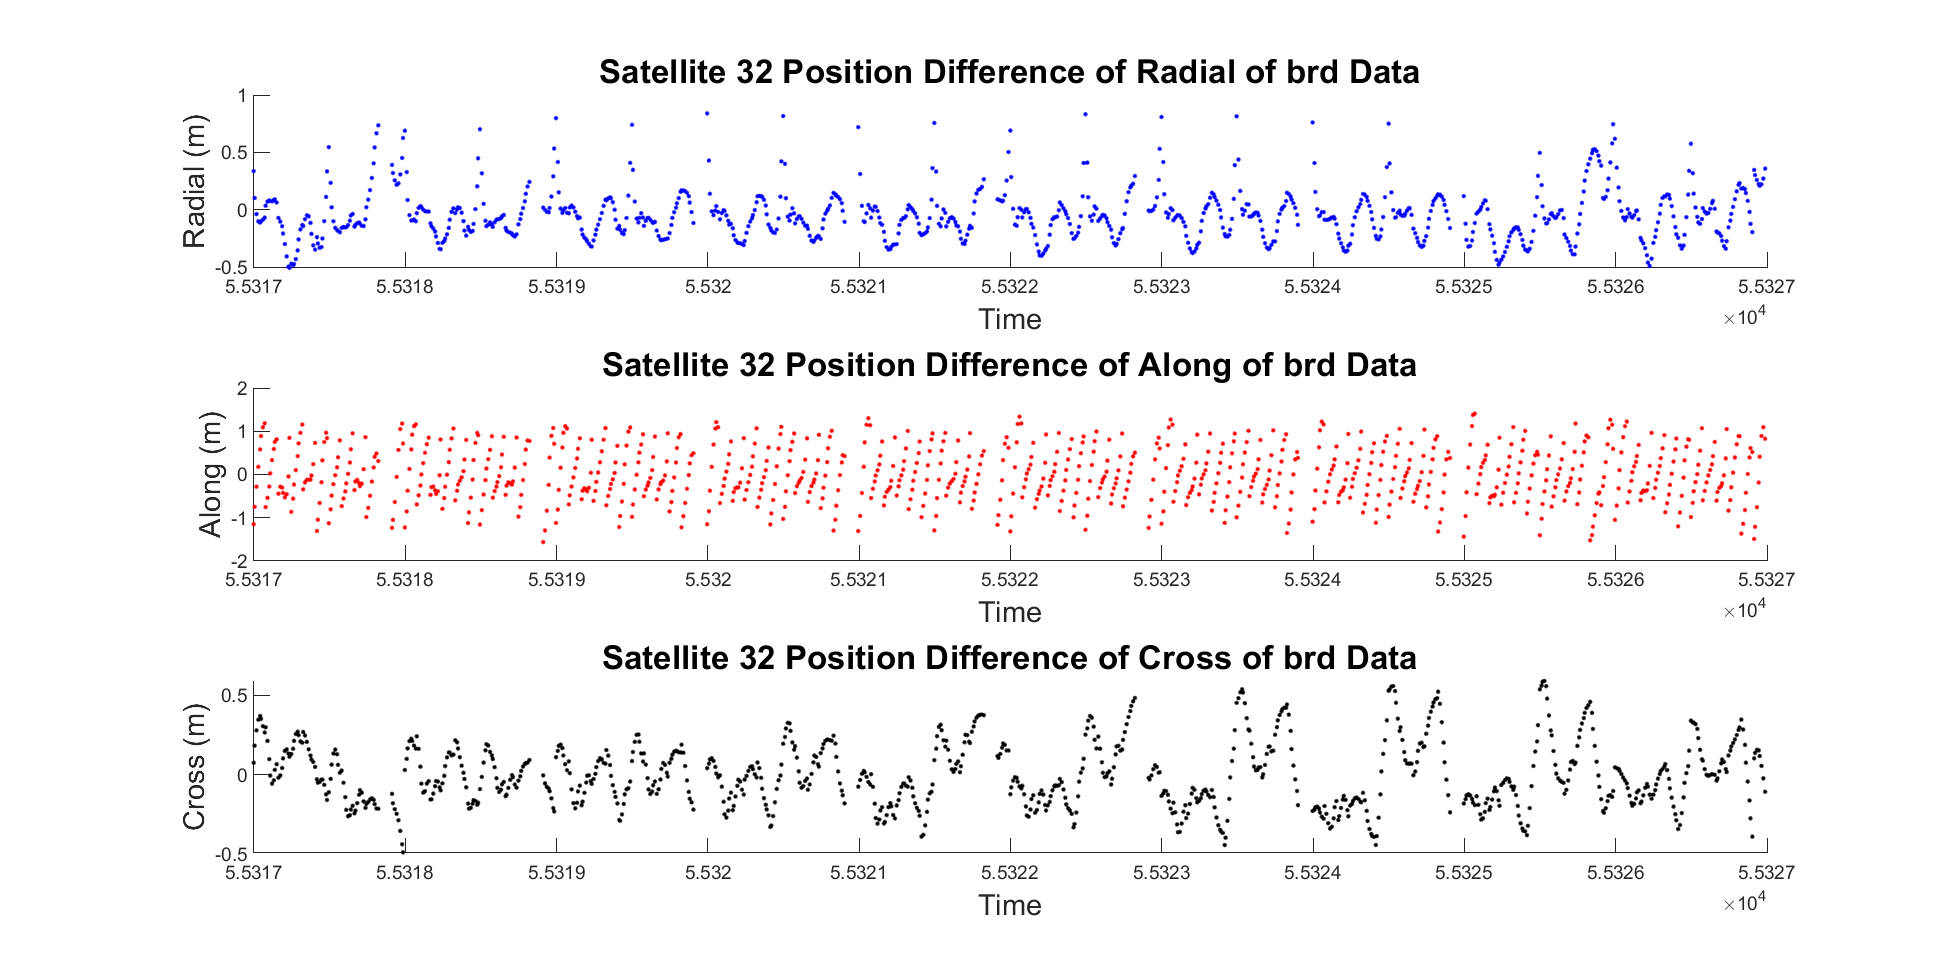 Satellite 32 Position Difference of Radial of brd Data
1
0.5
0
-0.5
Radial (m)
5.5317 5.5318 5.5319 5.532 5.5321 5.5322 5.5323 5.5324 5.5325 5.5326 5.5327
Time
×10^4
Satellite 32 Position Difference of Along of brd Data
2
1
0
-1
-2
Along (m)
5.5317 5.5318 5.5319 5.532 5.5321 5.5322 5.5323 5.5324 5.5325 5.5326 5.5327
Time
×10^4
Satellite 32 Position Difference of Cross of brd Data
0.5
0
-0.5
Cross (m)
5.5317 5.5318 5.5319 5.532 5.5321 5.5322 5.5323 5.5324 5.5325 5.5326 5.5327
Time
×10^4